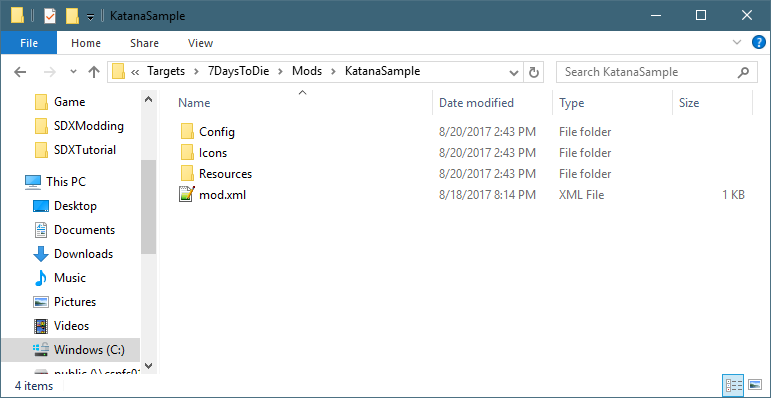 KatanaSample
File Home Share View
Targets 7DaysToDie Mods KatanaSample Search KatanaSample
Game
SDXModding
SDXTutorial
This PC
Desktop
Documents
Downloads
Music
Pictures
Videos
Windows (C:)
Name Date modified Type Size
Config 8/20/2017 2:43 PM File folder
Icons 8/20/2017 2:43 PM File folder
Resources 8/20/2017 2:43 PM File folder
mod.xml 8/18/2017 8:14 PM XML File 1 KB
4 items